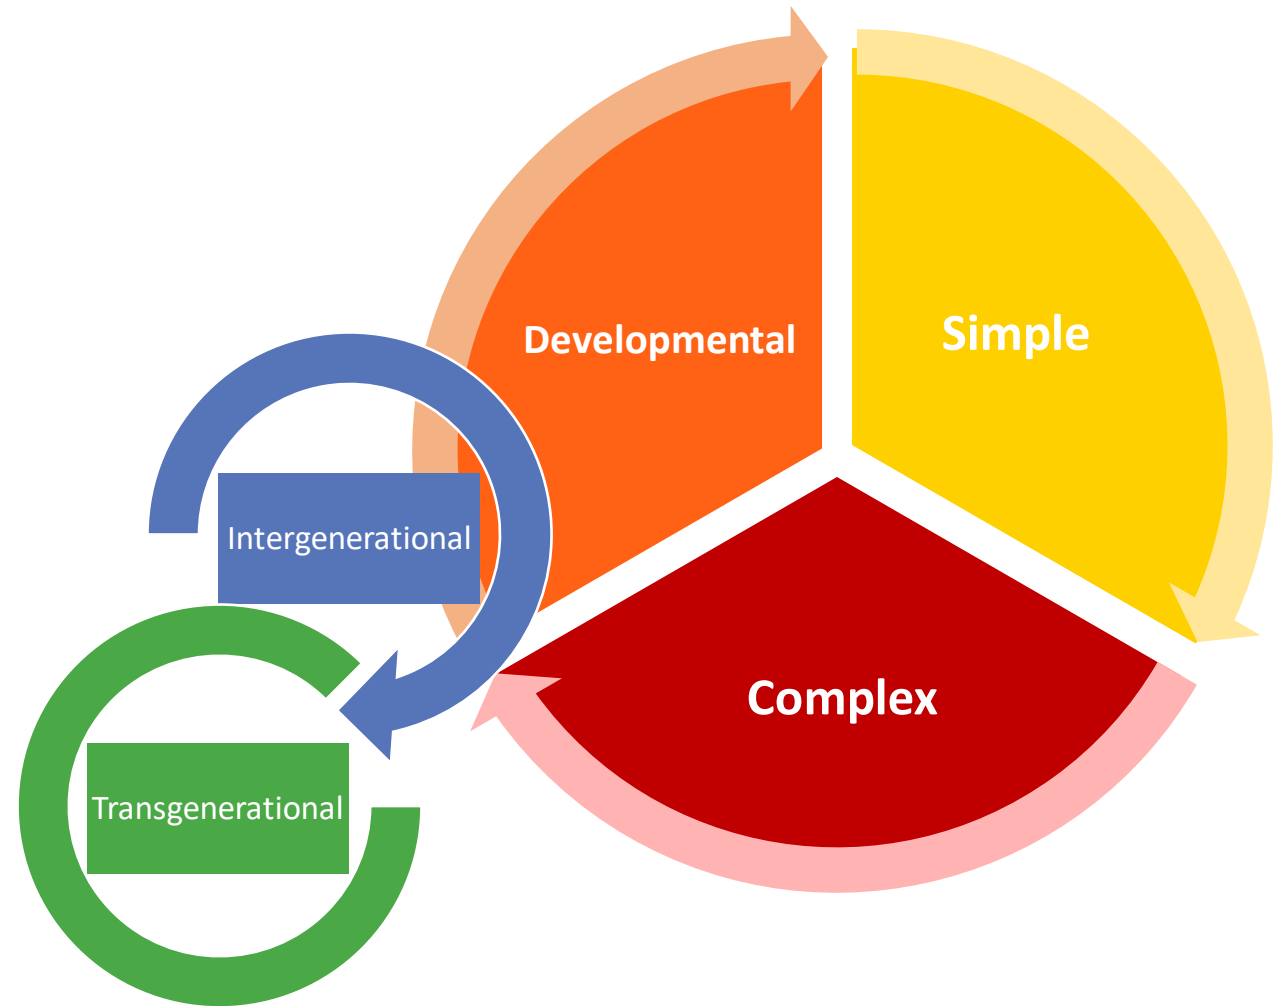 Developmental
Simple
Intergenerational
Complex
Transgenerational